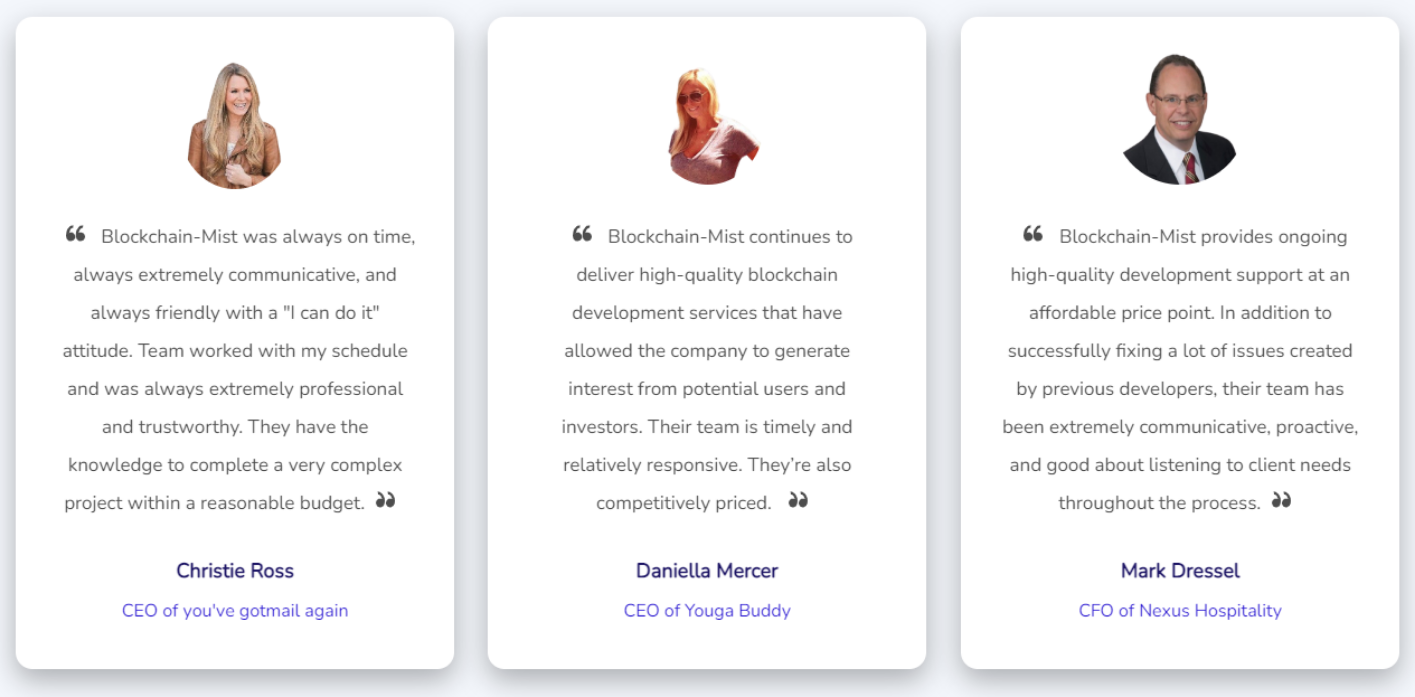 “ Blockchain-Mist was always on time,
always extremely communicative, and
always friendly with a "I can do it"
attitude. Team worked with my schedule
and was always extremely professional
and trustworthy. They have the
knowledge to complete a very complex
project within a reasonable budget. ”
Christie Ross
CEO of you've gotmail again
“ Blockchain-Mist continues to
deliver high-quality blockchain
development services that have
allowed the company to generate
interest from potential users and
investors. Their team is timely and
relatively responsive. They’re also
competitively priced. ”
Daniella Mercer
CEO of Youga Buddy
“ Blockchain-Mist provides ongoing
high-quality development support at an
affordable price point. In addition to
successfully fixing a lot of issues created
by previous developers, their team has
been extremely communicative, proactive,
and good about listening to client needs
throughout the process. ”
Mark Dressel
CFO of Nexus Hospitality